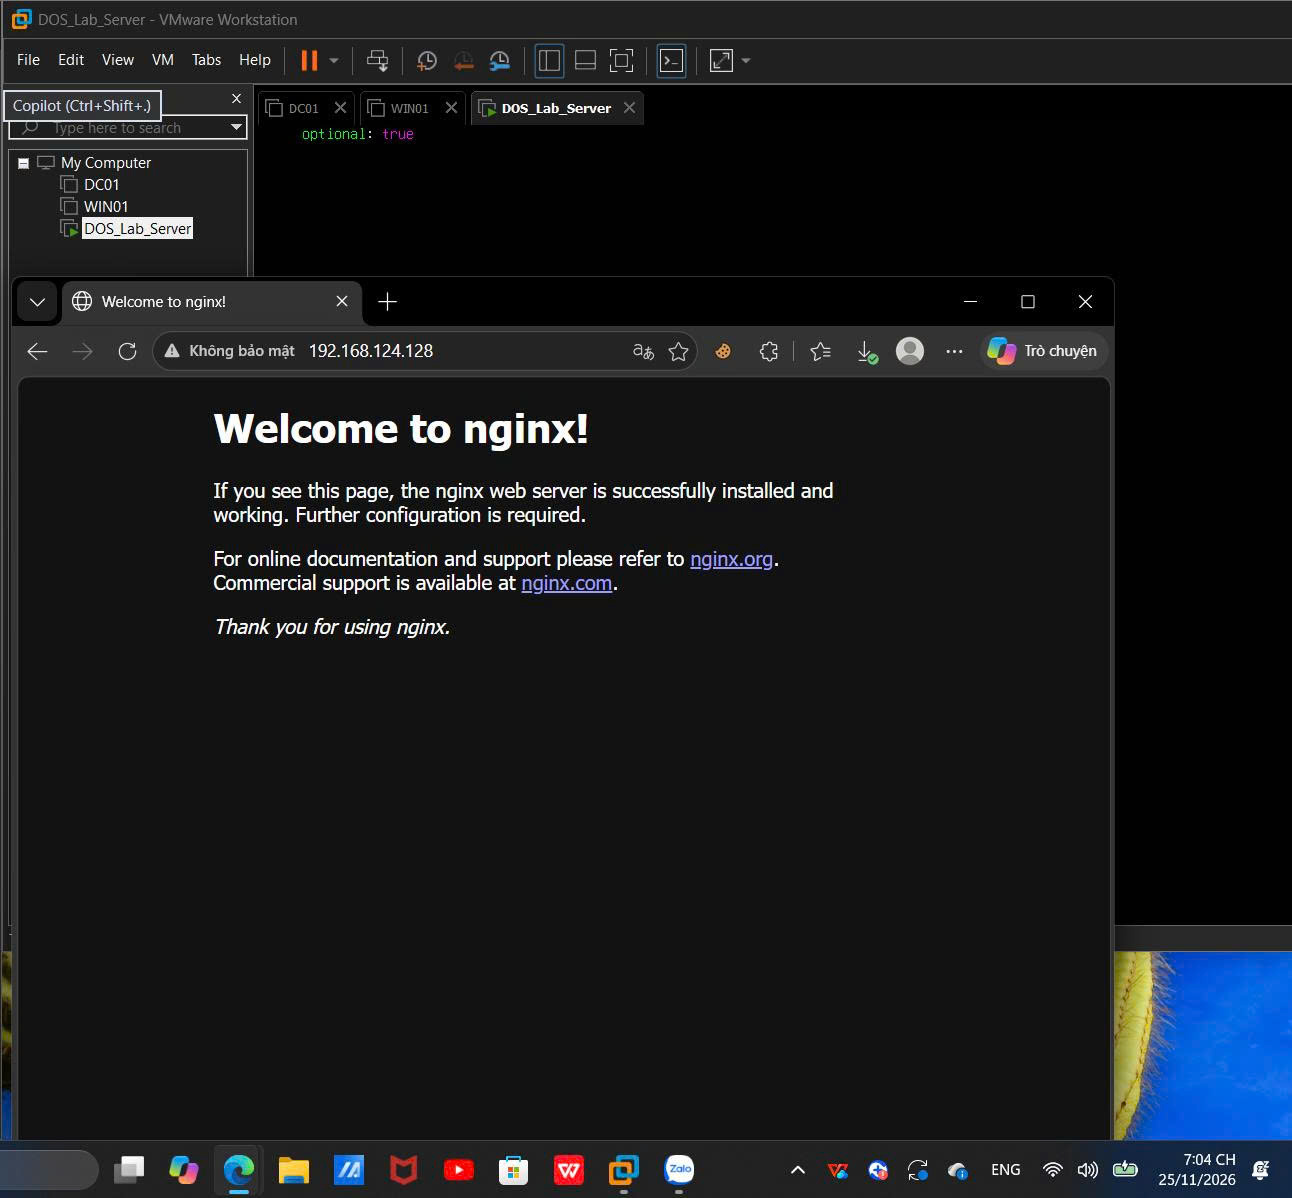 DOS_Lab_Server - VMware Workstation
File Edit View VM Tabs Help
Copilot (Ctrl+Shift+.)
Type here to search
My Computer
DC01
WIN01
DOS_Lab_Server
DC01 WIN01 DOS_Lab_Server
optional: true
Welcome to nginx!
Không bảo mật 192.168.124.128
Trò chuyện
Welcome to nginx!
If you see this page, the nginx web server is successfully installed and
working. Further configuration is required.
For online documentation and support please refer to nginx.org.
Commercial support is available at nginx.com.
Thank you for using nginx.
Zalo
ENG
7:04 CH
25/11/2026